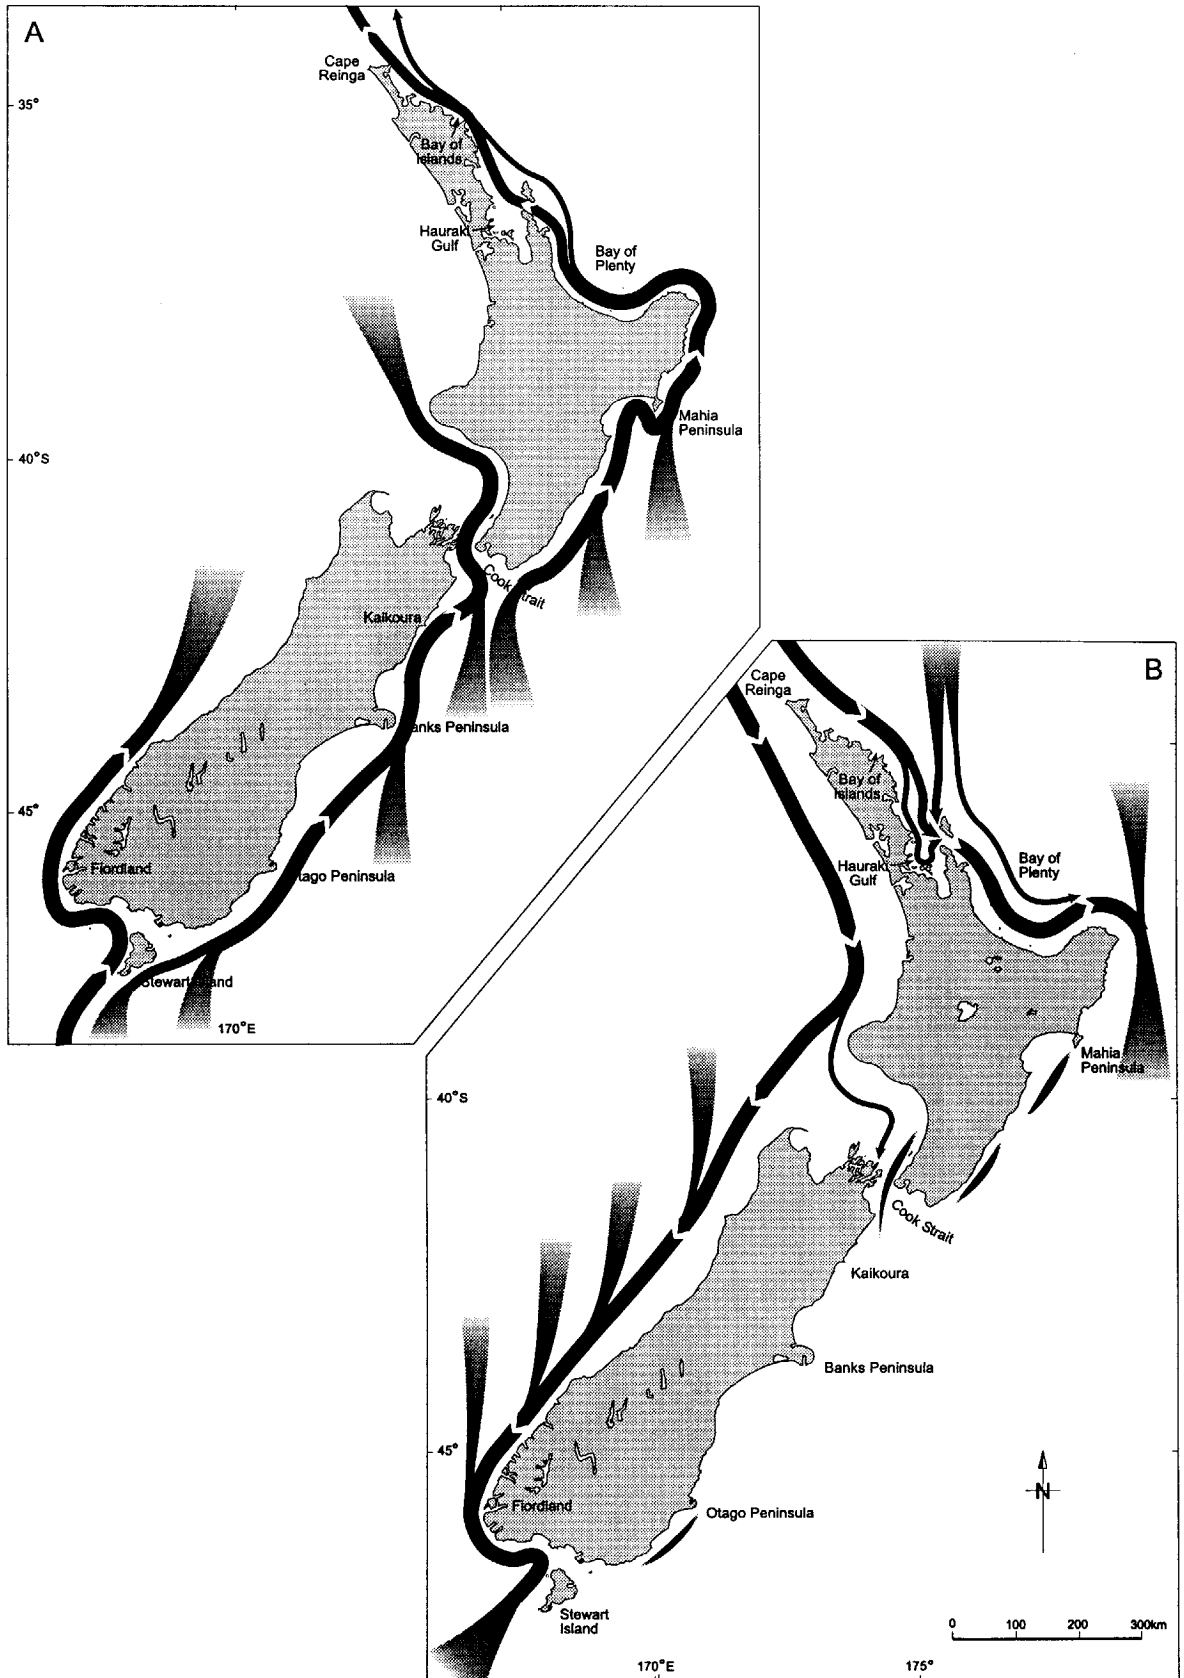 A
Cape
Reinga
35°
Bay of
Islands
Hauraki
Gulf
Bay of
Plenty
Mahia
Peninsula
40°S
Cook Strait
Kaikoura
Banks Peninsula
45°
Fiordland
Otago Peninsula
Stewart Island
170°E
B
Cape
Reinga
Bay of
Islands
Hauraki
Gulf
Bay of
Plenty
Mahia
Peninsula
40°S
Cook Strait
Kaikoura
Banks Peninsula
45°
Fiordland
Otago Peninsula
N
Stewart
Island
0 100 200 300km
170°E 175°